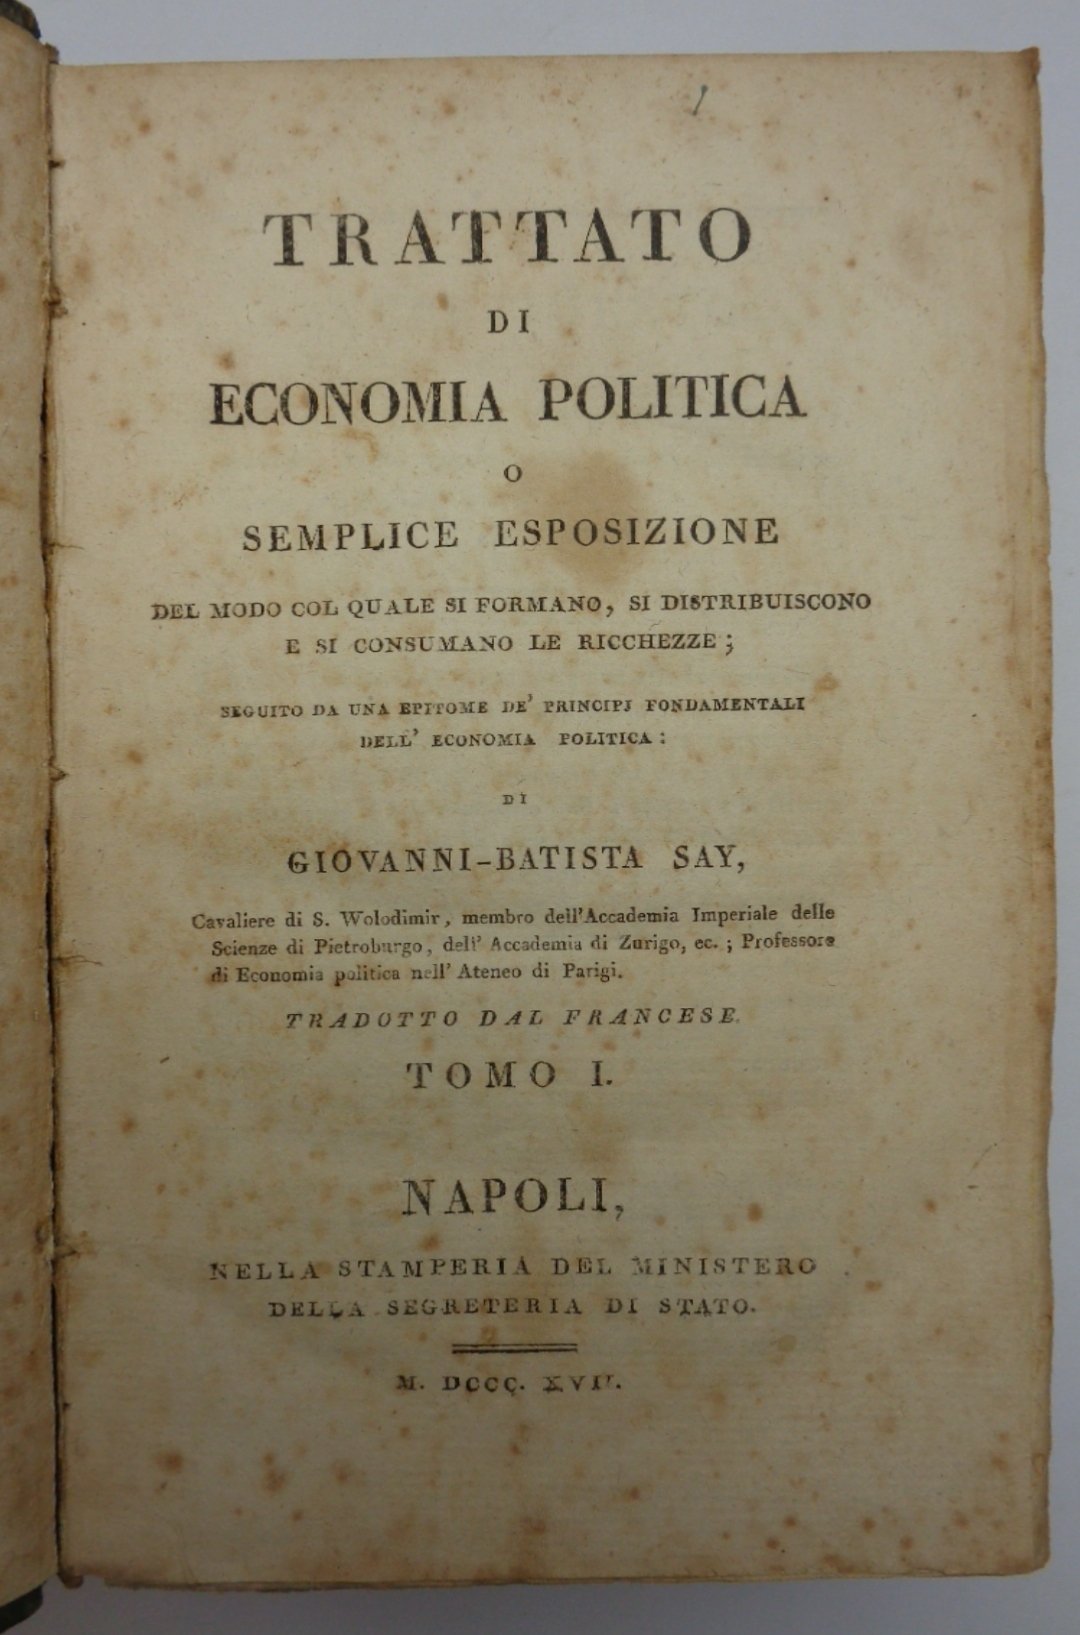 TRATTATO
DI
ECONOMIA POLITICA
O
SEMPLICE ESPOSIZIONE
DEL MODO COL QUALE SI FORMANO, SI DISTRIBUISCONO
E SI CONSUMANO LE RICCHEZZE;
SEGUITO DA UNA EPITOME DE' PRINCIPJ FONDAMENTALI
DELL' ECONOMIA POLITICA:
DI
GIOVANNI-BATISTA SAY,
Cavaliere di S. Wolodimir, membro dell'Accademia Imperiale delle
Scienze di Pietroburgo, dell' Accademia di Zurigo, ec.; Professore
di Economia politica nell' Ateneo di Parigi.
TRADOTTO DAL FRANCESE.
TOMO I.
NAPOLI,
NELLA STAMPERIA DEL MINISTERO
DELLA SEGRETERIA DI STATO.
M. DCCC. XVII.